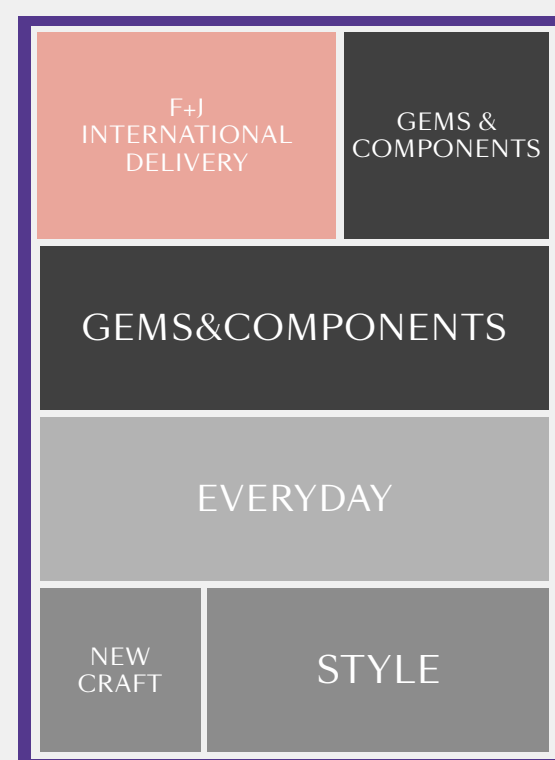 F+J
INTERNATIONAL
DELIVERY
GEMS &
COMPONENTS
GEMS&COMPONENTS
EVERYDAY
NEW
CRAFT
STYLE